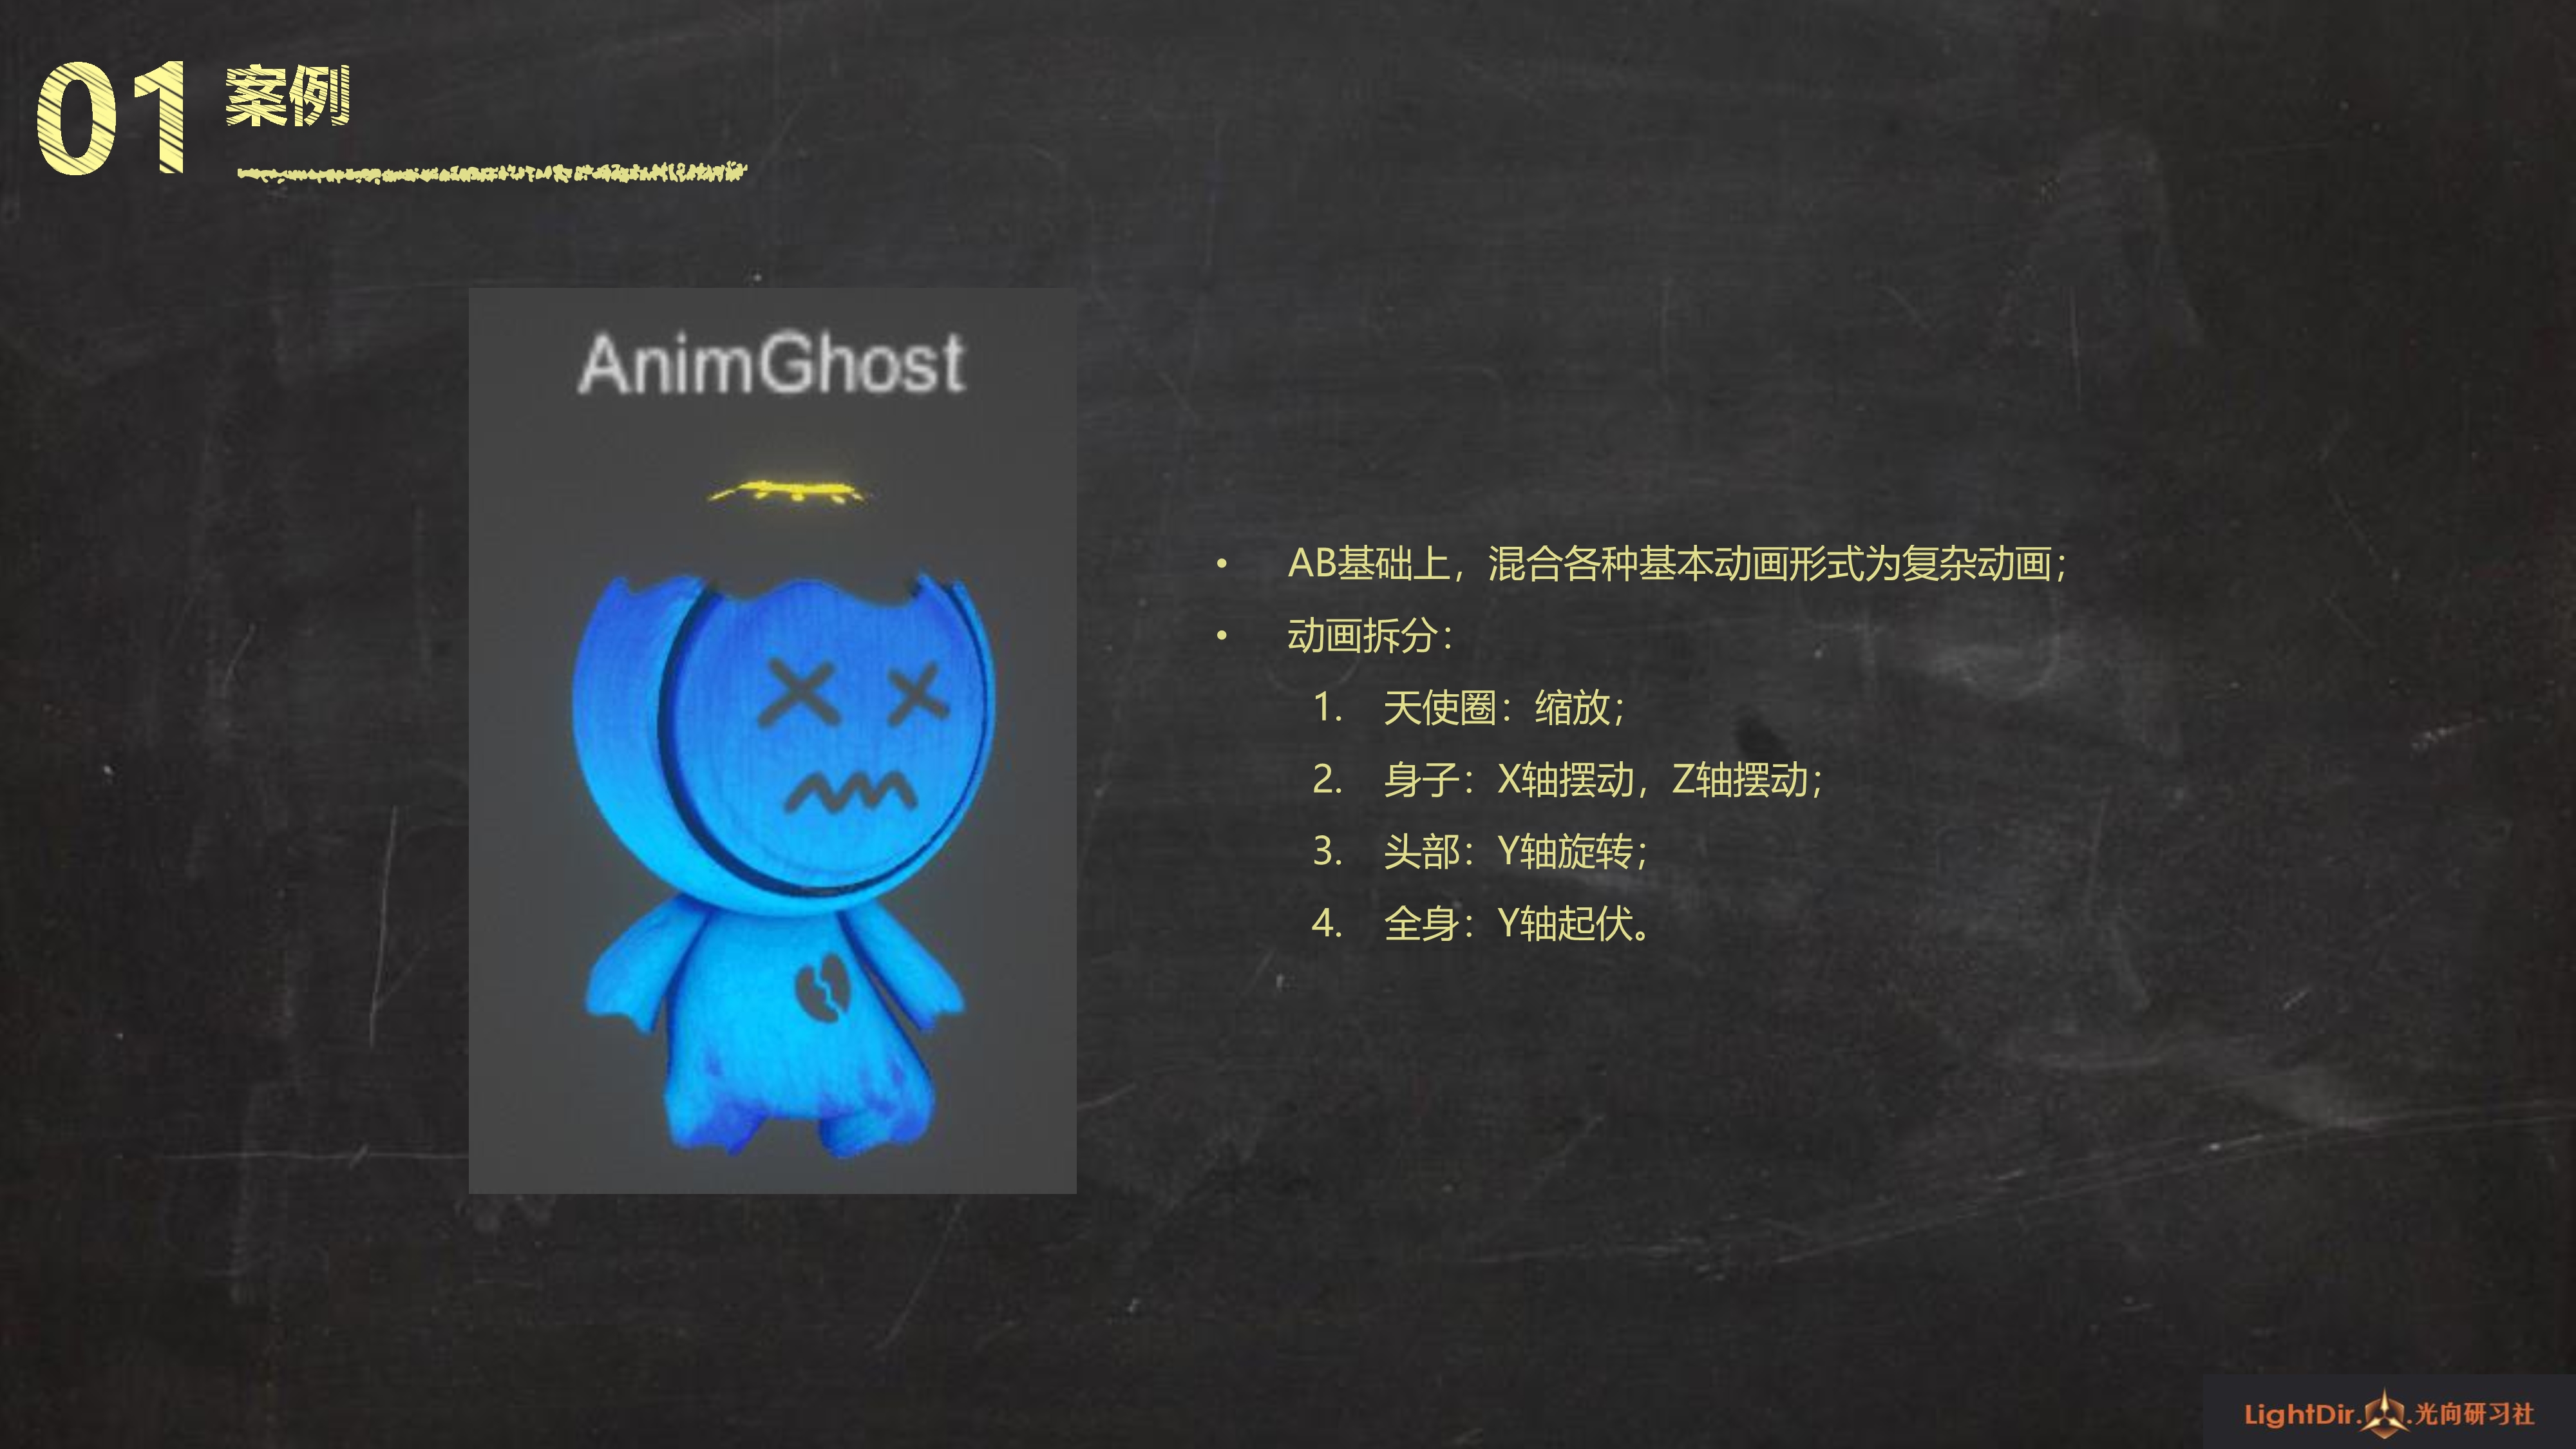 01 案例
AnimGhost
• AB基础上，混合各种基本动画形式为复杂动画；
• 动画拆分：
1. 天使圈：缩放；
2. 身子：X轴摆动，Z轴摆动；
3. 头部：Y轴旋转；
4. 全身：Y轴起伏。
LightDir.光向研习社